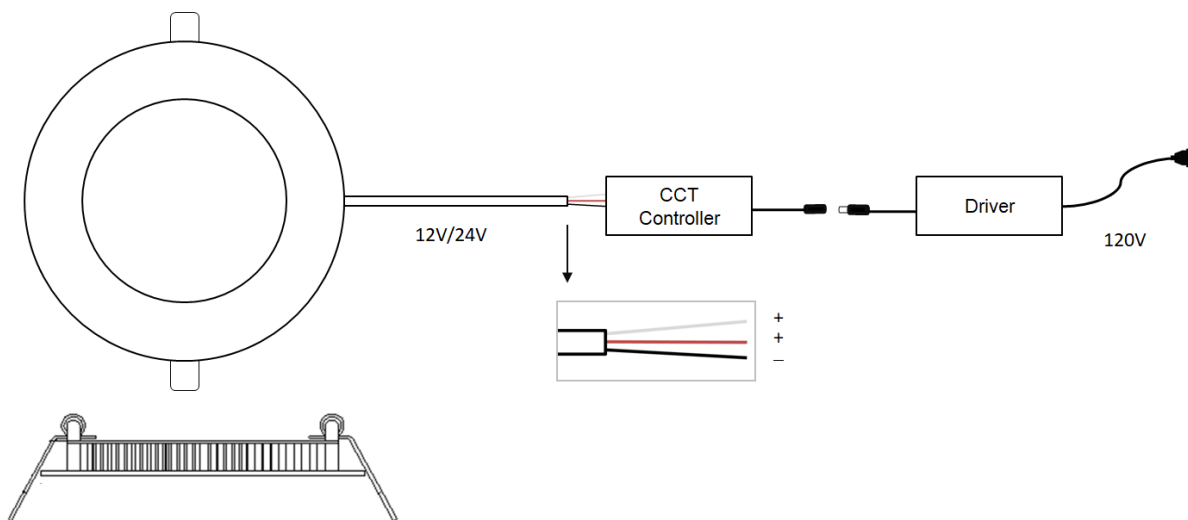 CCT
Controller
Driver
12V/24V
120V
+
+
–